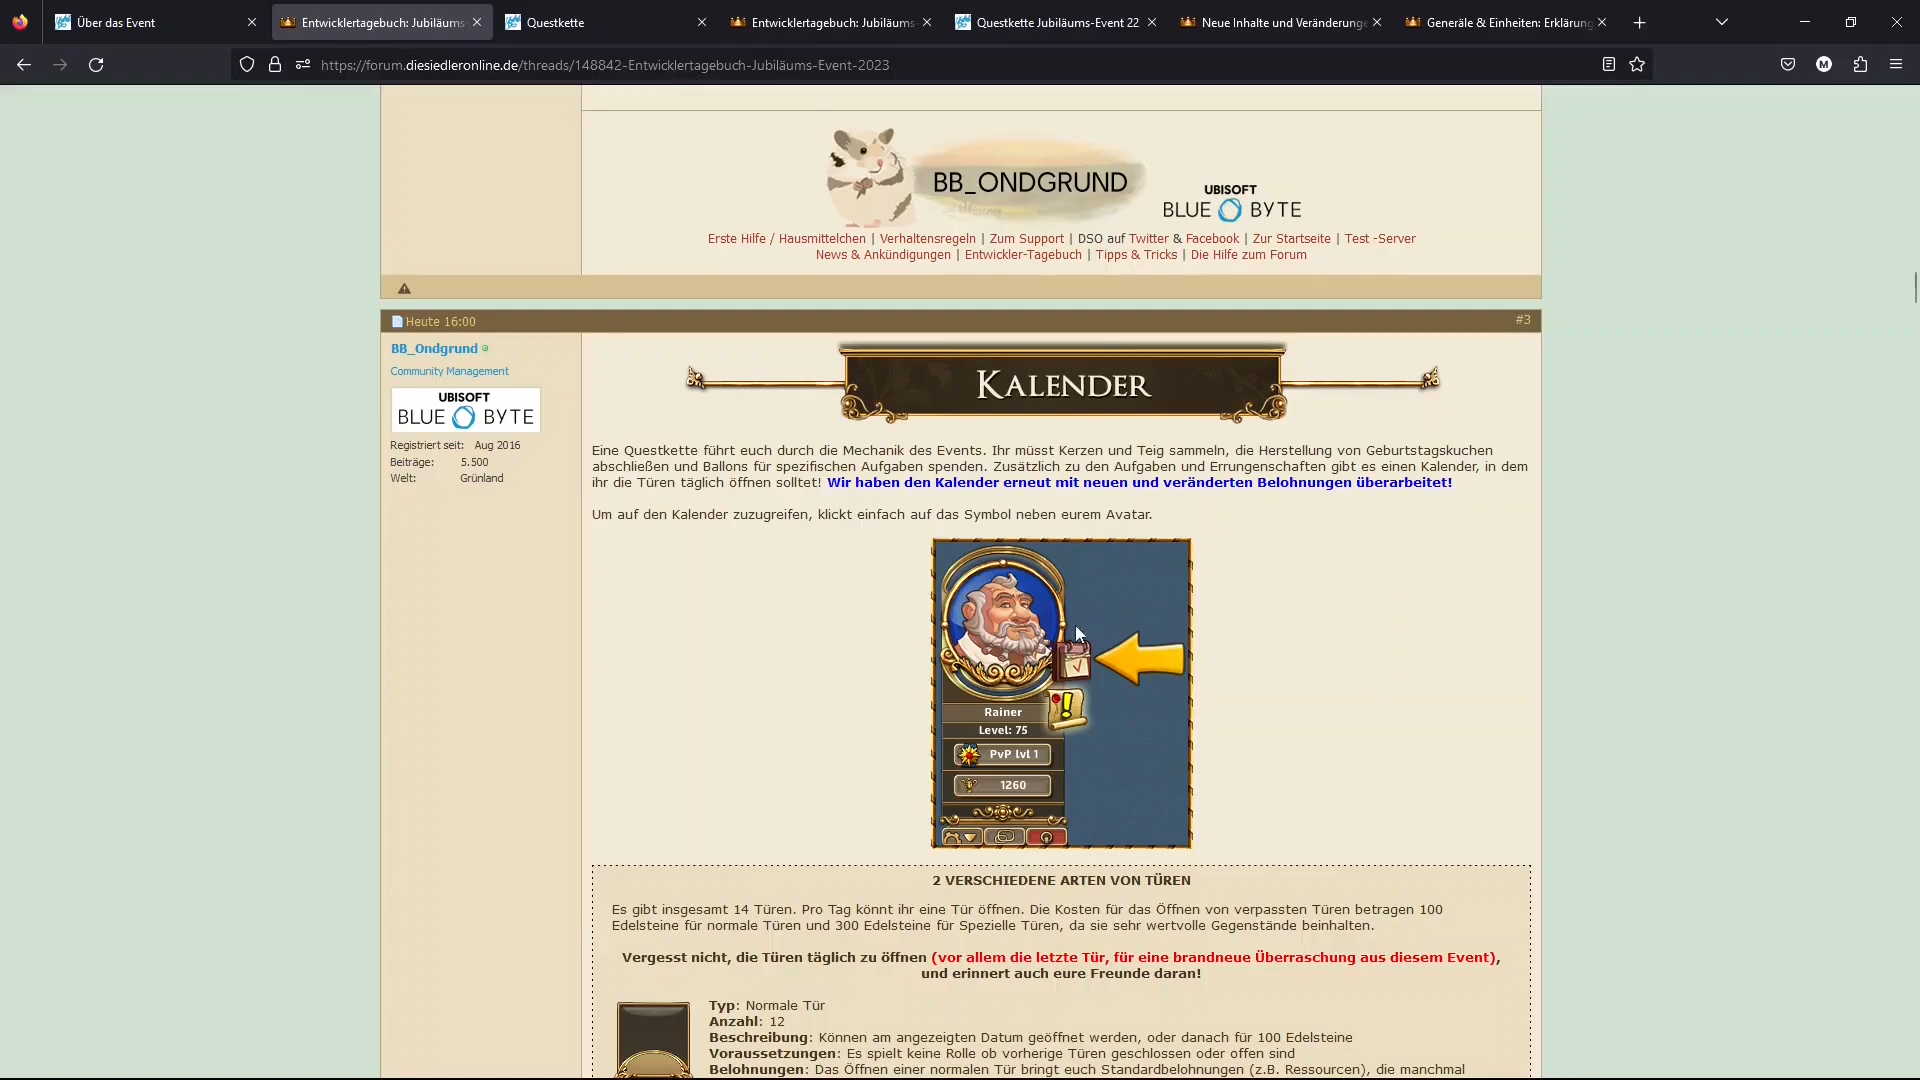 Über das Event
Entwicklertagebuch: Jubiläums-
Questkette
Entwicklertagebuch: Jubiläums-
Questkette Jubiläums-Event 22
Neue Inhalte und Veränderunge
Generäle & Einheiten: Erklärung
https://forum.diesiedleronline.de/threads/148842-Entwicklertagebuch-Jubiläums-Event-2023
BB_ONDGRUND
UBISOFT
BLUE BYTE
Erste Hilfe / Hausmittelchen | Verhaltensregeln | Zum Support | DSO auf Twitter & Facebook | Zur Startseite | Test -Server
News & Ankündigungen | Entwickler-Tagebuch | Tipps & Tricks | Die Hilfe zum Forum
Heute 16:00
#3
BB_Ondgrund
Community Management
UBISOFT
BLUE BYTE
Registriert seit: Aug 2016
Beiträge: 5.500
Welt: Grünland
KALENDER
Eine Questkette führt euch durch die Mechanik des Events. Ihr müsst Kerzen und Teig sammeln, die Herstellung von Geburtstagskuchen
abschließen und Ballons für spezifischen Aufgaben spenden. Zusätzlich zu den Aufgaben und Errungenschaften gibt es einen Kalender, in dem
ihr die Türen täglich öffnen solltet! Wir haben den Kalender erneut mit neuen und veränderten Belohnungen überarbeitet!
Um auf den Kalender zuzugreifen, klickt einfach auf das Symbol neben eurem Avatar.
Rainer
Level: 75
PvP lvl 1
1260
2 VERSCHIEDENE ARTEN VON TÜREN
Es gibt insgesamt 14 Türen. Pro Tag könnt ihr eine Tür öffnen. Die Kosten für das Öffnen von verpassten Türen betragen 100
Edelsteine für normale Türen und 300 Edelsteine für Spezielle Türen, da sie sehr wertvolle Gegenstände beinhalten.
Vergesst nicht, die Türen täglich zu öffnen (vor allem die letzte Tür, für eine brandneue Überraschung aus diesem Event),
und erinnert auch eure Freunde daran!
Typ: Normale Tür
Anzahl: 12
Beschreibung: Können am angezeigten Datum geöffnet werden, oder danach für 100 Edelsteine
Voraussetzungen: Es spielt keine Rolle ob vorherige Türen geschlossen oder offen sind
Belohnungen: Das Öffnen einer normalen Tür bringt euch Standardbelohnungen (z.B. Ressourcen), die manchmal